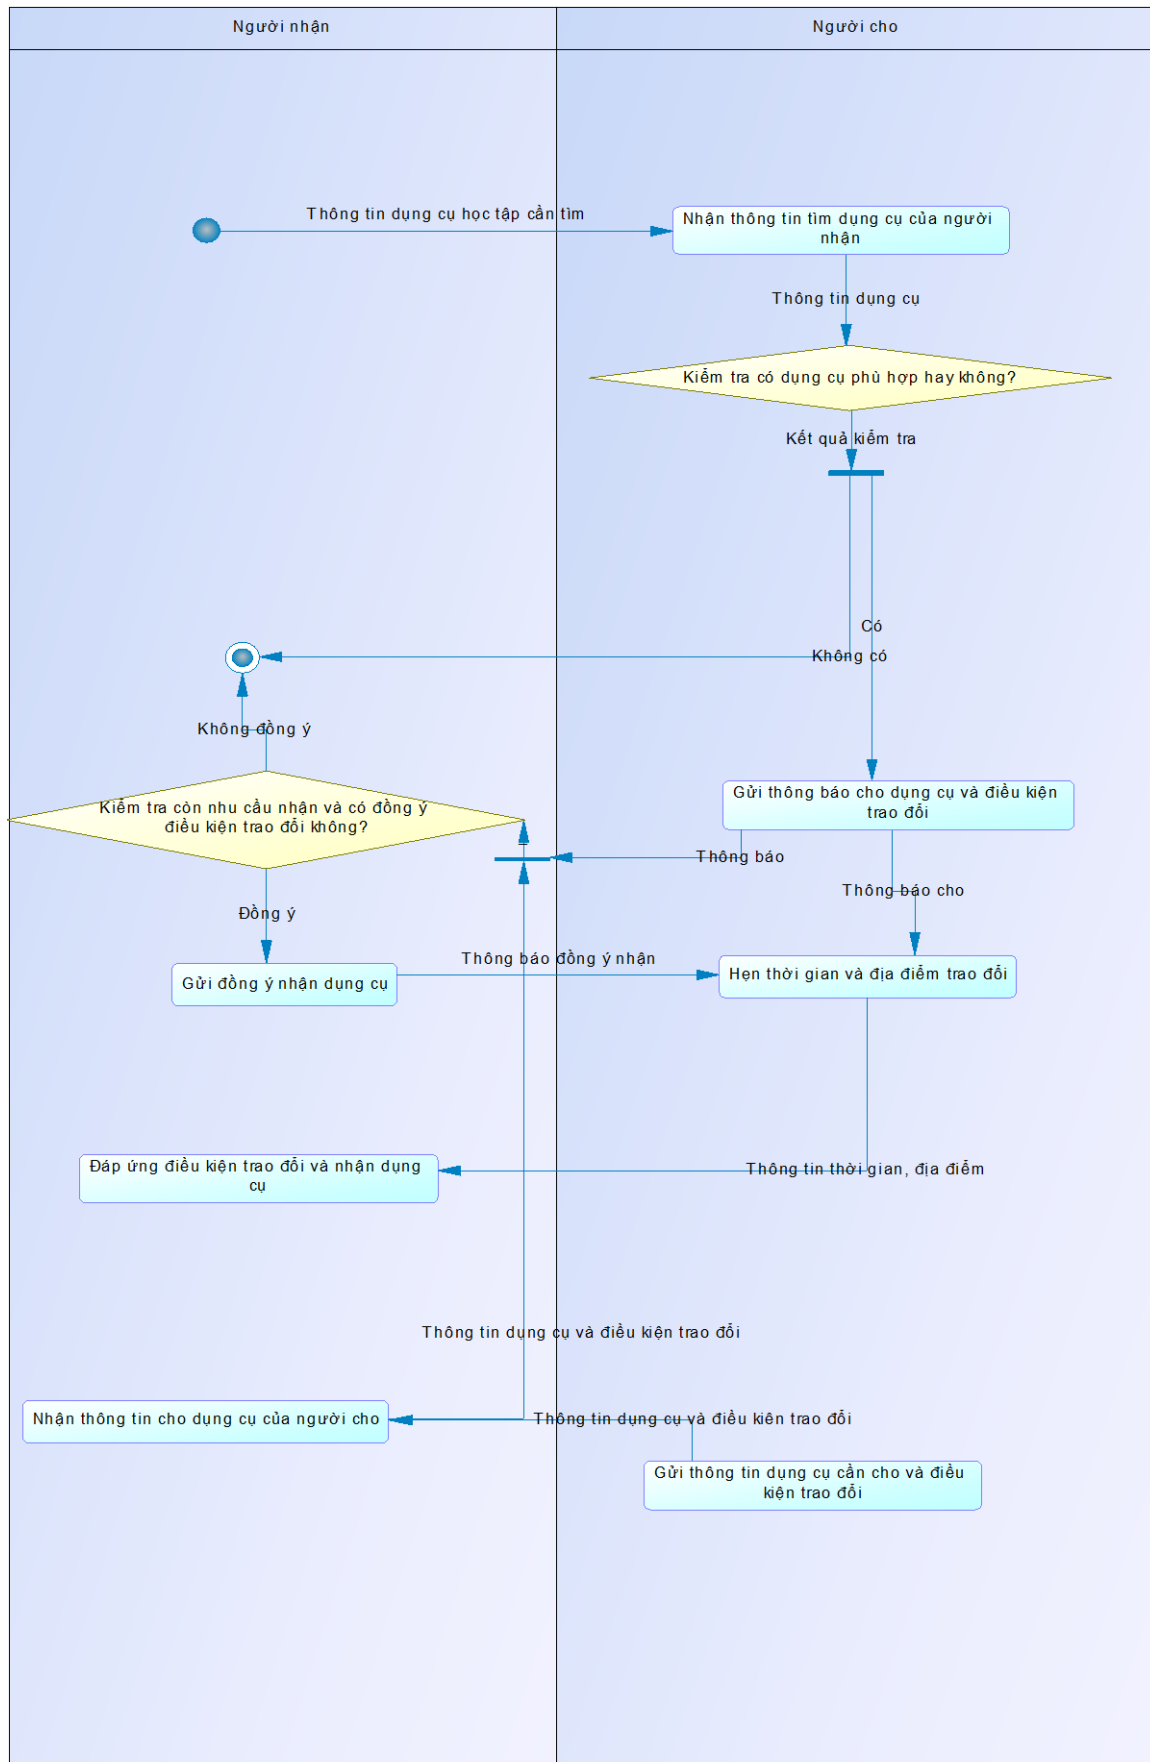 Người nhận
Người cho
Thông tin dụng cụ học tập cần tìm
Nhận thông tin tìm dụng cụ của người
nhận
Thông tin dụng cụ
Kiểm tra có dụng cụ phù hợp hay không?
Kết quả kiểm tra
Có
Không có
Không đồng ý
Kiểm tra còn nhu cầu nhận và có đồng ý
điều kiện trao đổi không?
Gửi thông báo cho dụng cụ và điều kiện
trao đổi
Thông báo
Thông báo cho
Đồng ý
Thông báo đồng ý nhận
Gửi đồng ý nhận dụng cụ
Hẹn thời gian và địa điểm trao đổi
Đáp ứng điều kiện trao đổi và nhận dụng
cụ
Thông tin thời gian, địa điểm
Thông tin dụng cụ và điều kiện trao đổi
Nhận thông tin cho dụng cụ của người cho
Thông tin dụng cụ và điều kiên trao đổi
Gửi thông tin dụng cụ cần cho và điều
kiện trao đổi